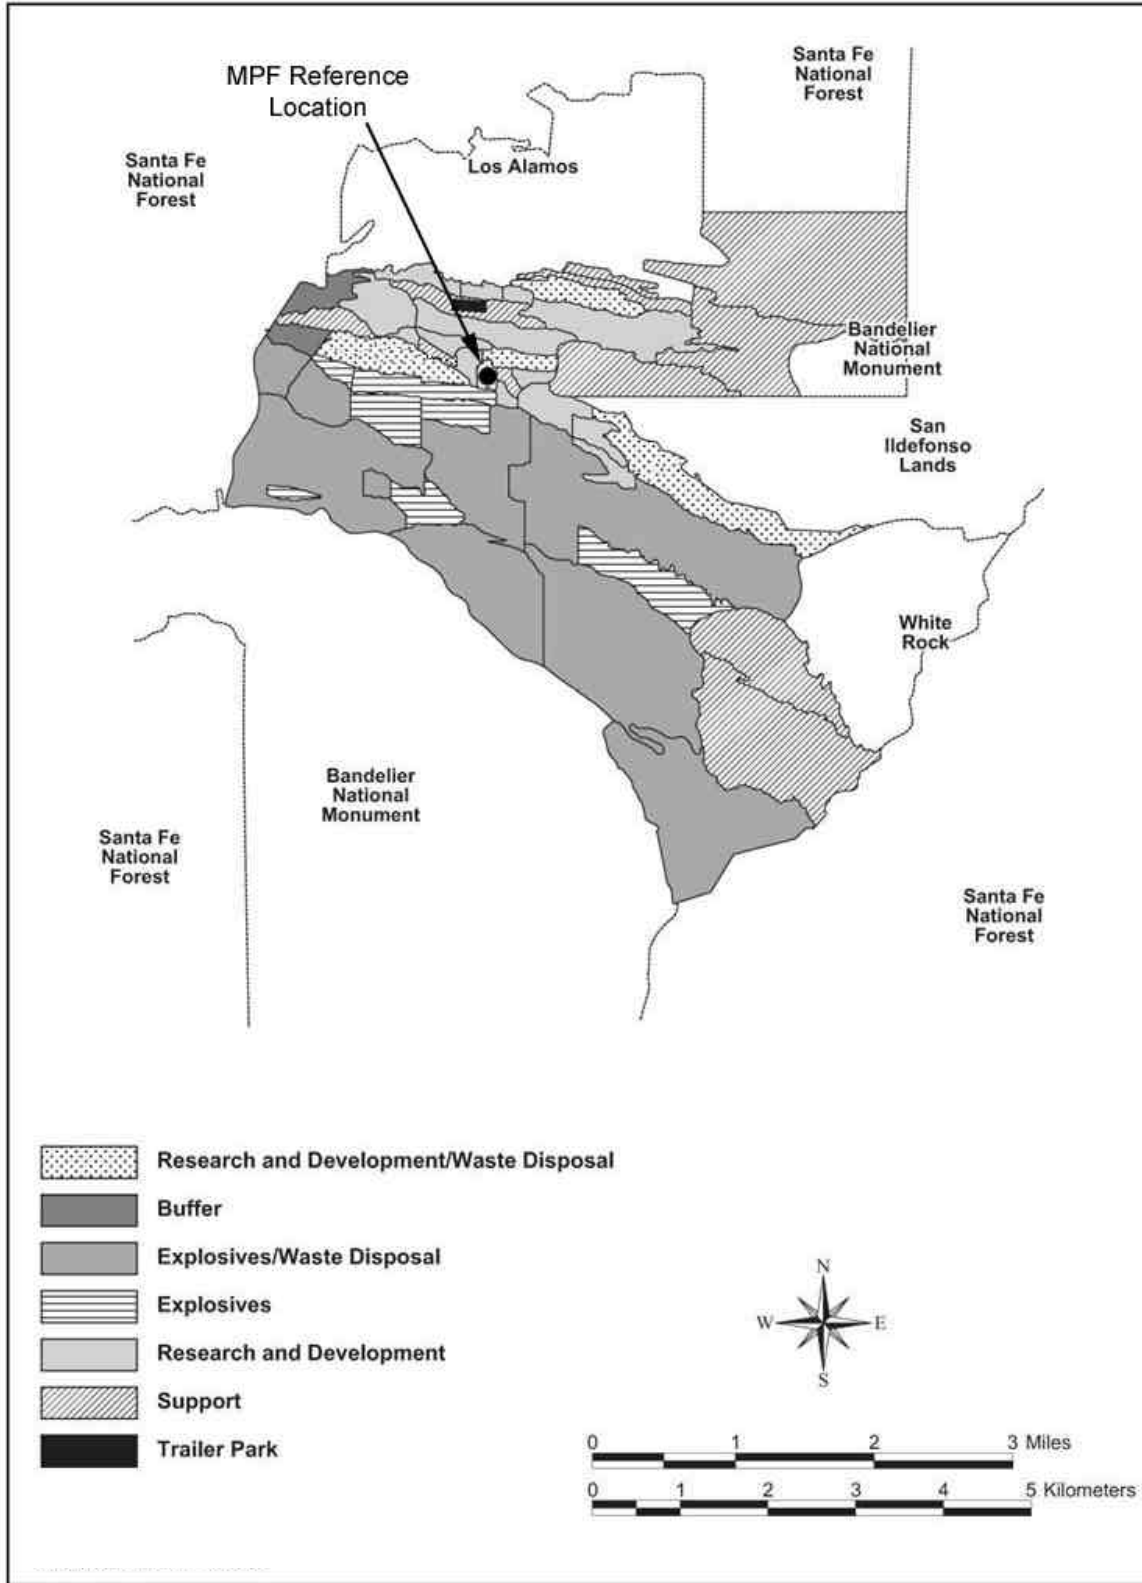 MPF Reference
Location
Santa Fe
National
Forest
Los Alamos
Santa Fe
National
Forest
Bandelier
National
Monument
San
Ildefonso
Lands
White
Rock
Bandelier
National
Monument
Santa Fe
National
Forest
Santa Fe
National
Forest
Research and Development/Waste Disposal
Buffer
Explosives/Waste Disposal
Explosives
Research and Development
Support
Trailer Park
N
W E
S
0 1 2 3 Miles
0 1 2 3 4 5 Kilometers